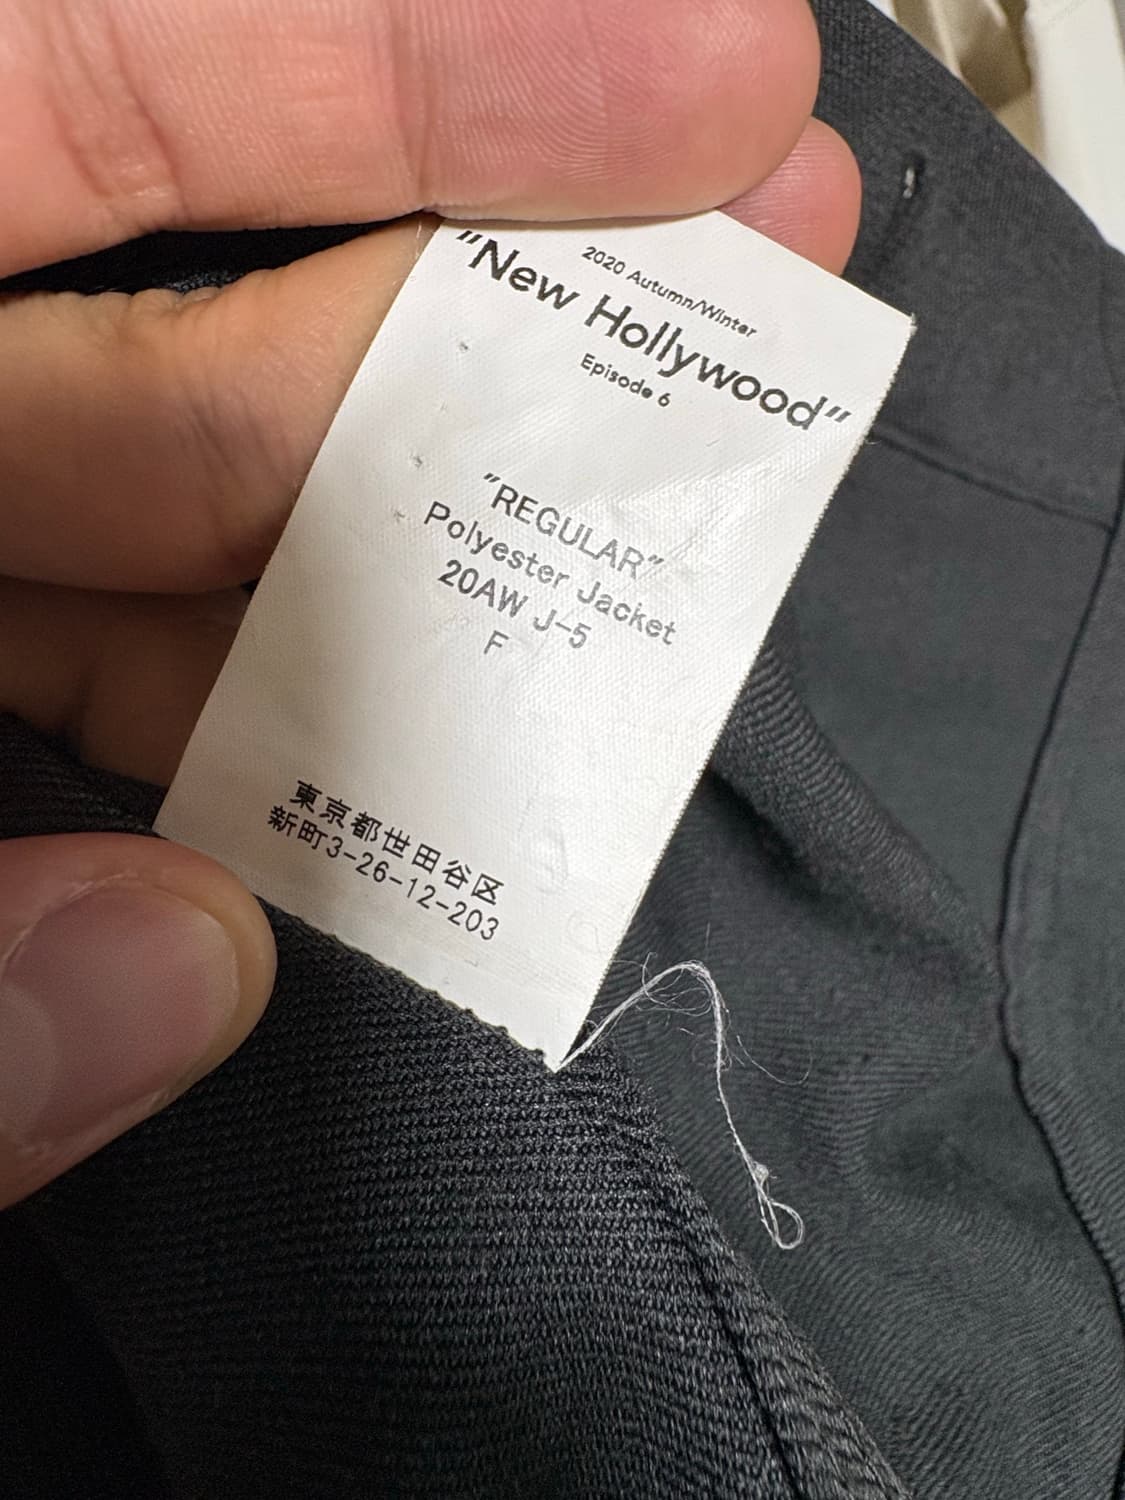 2020 Autumn/Winter
"New Hollywood"
Episode 6
"REGULAR"
Polyester Jacket
20AW J-5
F
東京都世田谷区
新町3-26-12-203